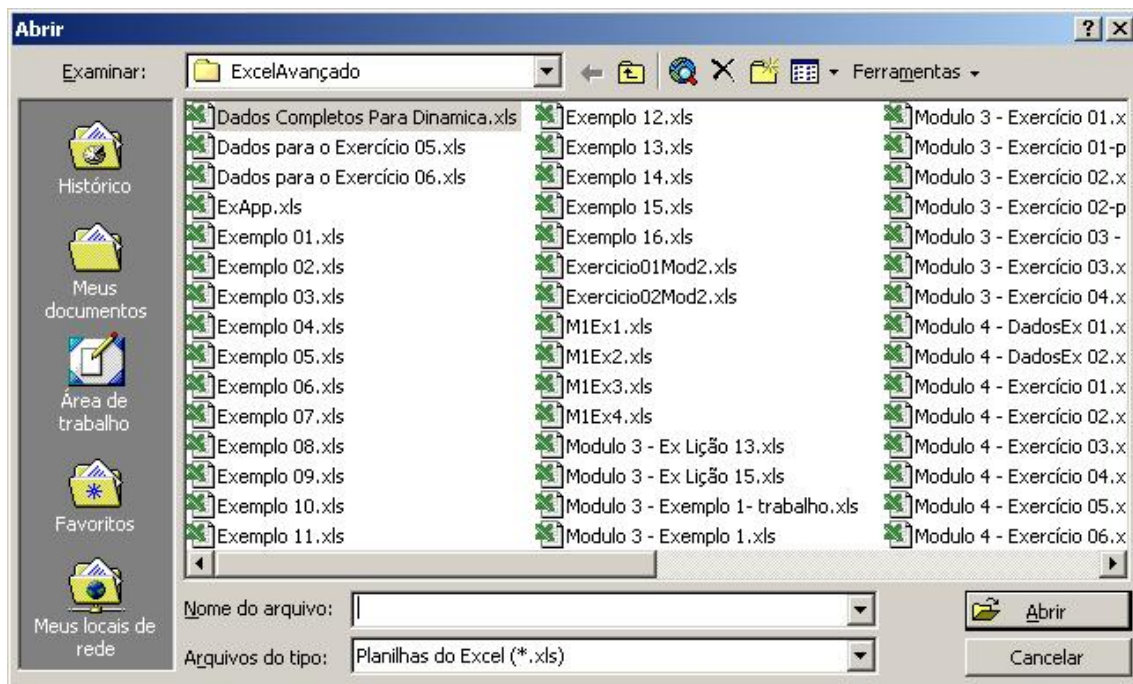 Abrir
Examinar:
ExcelAvançado
Ferramentas
Histórico
Meus
documentos
Área de
trabalho
Favoritos
Meus locais de
rede
Dados Completos Para Dinamica.xls
Dados para o Exercício 05.xls
Dados para o Exercício 06.xls
ExApp.xls
Exemplo 01.xls
Exemplo 02.xls
Exemplo 03.xls
Exemplo 04.xls
Exemplo 05.xls
Exemplo 06.xls
Exemplo 07.xls
Exemplo 08.xls
Exemplo 09.xls
Exemplo 10.xls
Exemplo 11.xls
Exemplo 12.xls
Exemplo 13.xls
Exemplo 14.xls
Exemplo 15.xls
Exemplo 16.xls
Exercicio01Mod2.xls
Exercicio02Mod2.xls
M1Ex1.xls
M1Ex2.xls
M1Ex3.xls
M1Ex4.xls
Modulo 3 - Ex Lição 13.xls
Modulo 3 - Ex Lição 15.xls
Modulo 3 - Exemplo 1- trabalho.xls
Modulo 3 - Exemplo 1.xls
Modulo 3 - Exercício 01.x
Modulo 3 - Exercício 01-p
Modulo 3 - Exercício 02.x
Modulo 3 - Exercício 02-p
Modulo 3 - Exercício 03 -
Modulo 3 - Exercício 03.x
Modulo 3 - Exercício 04.x
Modulo 4 - DadosEx 01.x
Modulo 4 - DadosEx 02.x
Modulo 4 - Exercício 01.x
Modulo 4 - Exercício 02.x
Modulo 4 - Exercício 03.x
Modulo 4 - Exercício 04.x
Modulo 4 - Exercício 05.x
Modulo 4 - Exercício 06.x
Nome do arquivo:
Abrir
Arquivos do tipo:
Planilhas do Excel (*.xls)
Cancelar